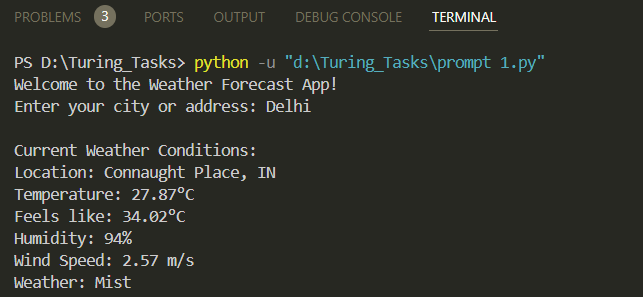 PROBLEMS 3 PORTS OUTPUT DEBUG CONSOLE TERMINAL
PS D:\Turing_Tasks> python -u "d:\Turing_Tasks\prompt 1.py"
Welcome to the Weather Forecast App!
Enter your city or address: Delhi
Current Weather Conditions:
Location: Connaught Place, IN
Temperature: 27.87°C
Feels like: 34.02°C
Humidity: 94%
Wind Speed: 2.57 m/s
Weather: Mist